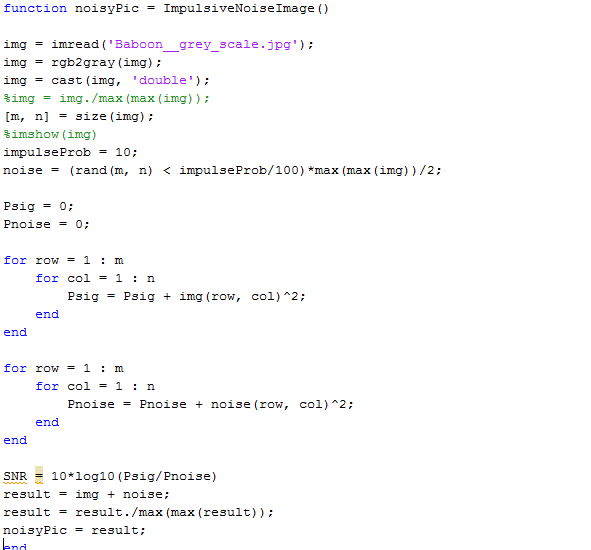 function noisyPic = ImpulsiveNoiseImage()
img = imread('Baboon__grey_scale.jpg');
img = rgb2gray(img);
img = cast(img, 'double');
%img = img./max(max(img));
[m, n] = size(img);
%imshow(img)
impulseProb = 10;
noise = (rand(m, n) < impulseProb/100)*max(max(img))/2;
Psig = 0;
Pnoise = 0;
for row = 1 : m
for col = 1 : n
Psig = Psig + img(row, col)^2;
end
end
for row = 1 : m
for col = 1 : n
Pnoise = Pnoise + noise(row, col)^2;
end
end
SNR = 10*log10(Psig/Pnoise)
result = img + noise;
result = result./max(max(result));
noisyPic = result;
end